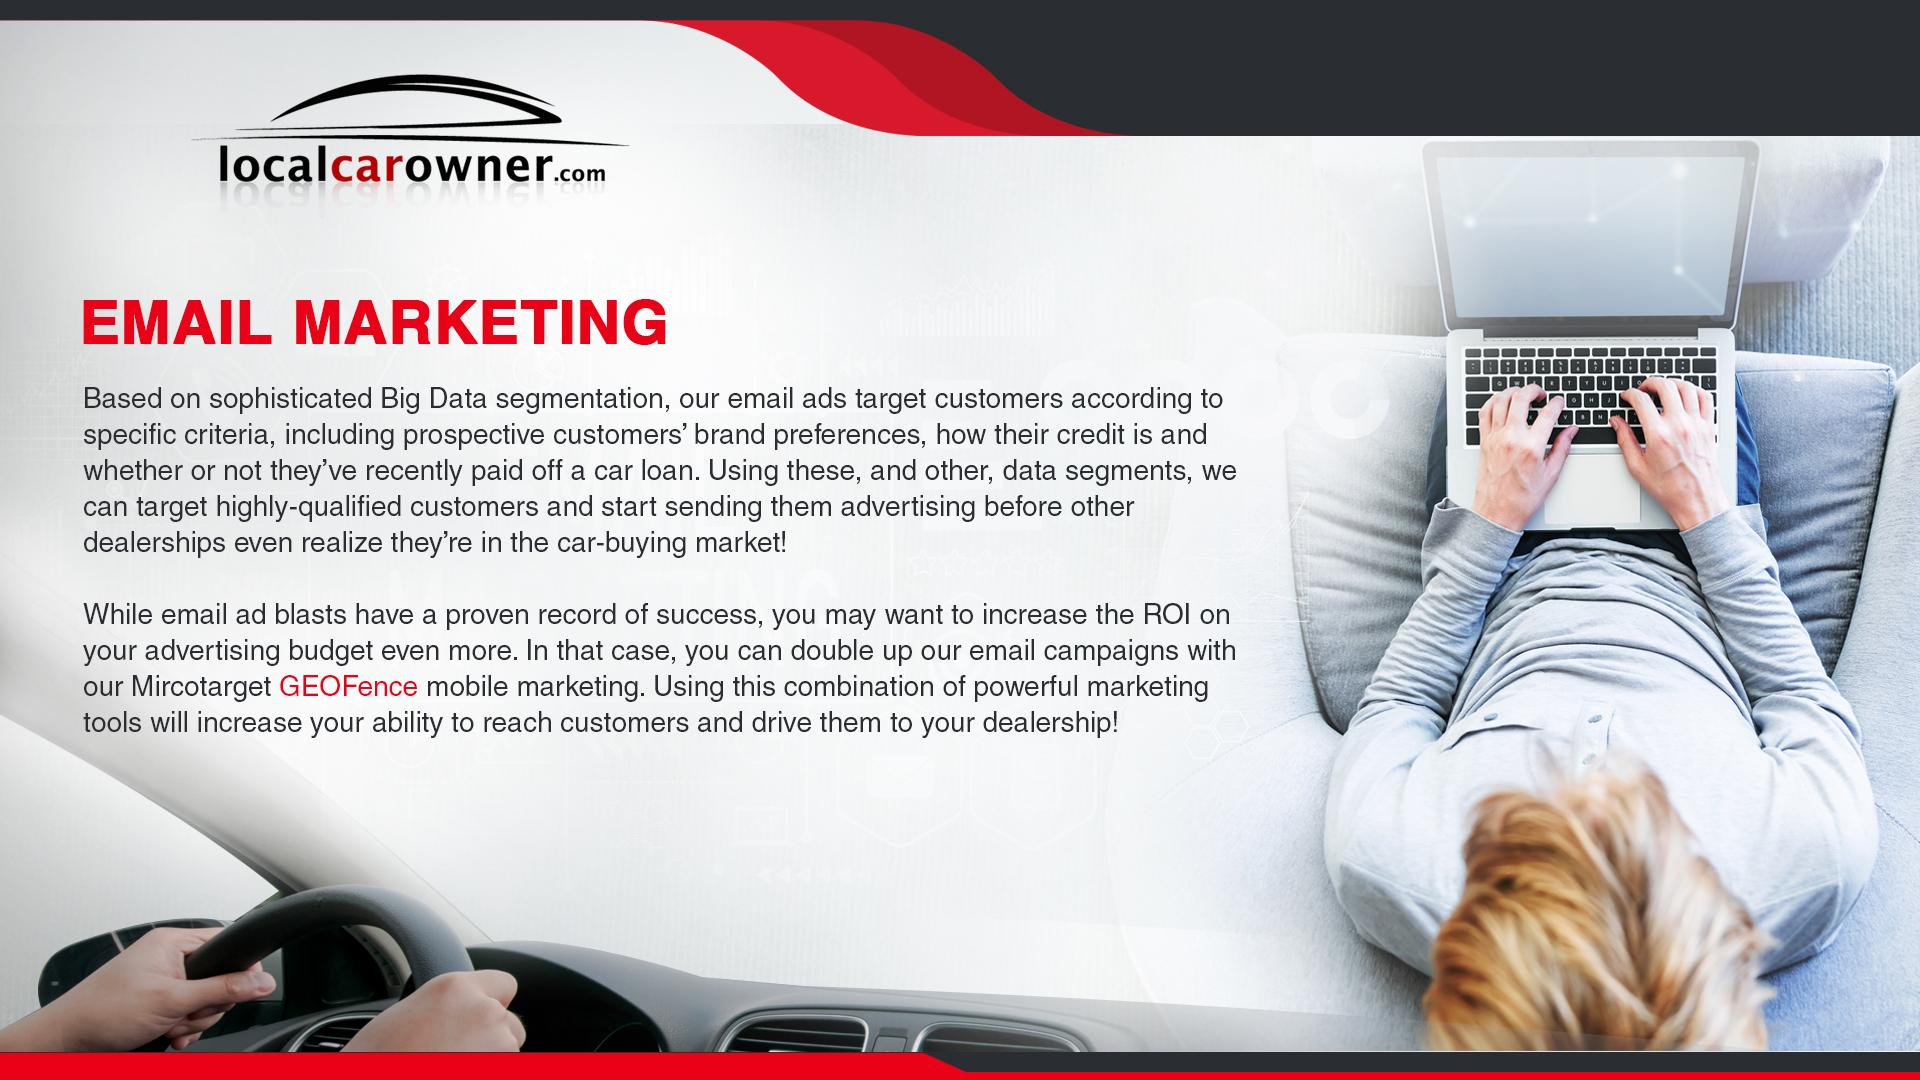 localcarowner.com
EMAIL MARKETING
Based on sophisticated Big Data segmentation, our email ads target customers according to
specific criteria, including prospective customers’ brand preferences, how their credit is and
whether or not they’ve recently paid off a car loan. Using these, and other, data segments, we
can target highly-qualified customers and start sending them advertising before other
dealerships even realize they’re in the car-buying market!
While email ad blasts have a proven record of success, you may want to increase the ROI on
your advertising budget even more. In that case, you can double up our email campaigns with
our Mircotarget GEOFence mobile marketing. Using this combination of powerful marketing
tools will increase your ability to reach customers and drive them to your dealership!